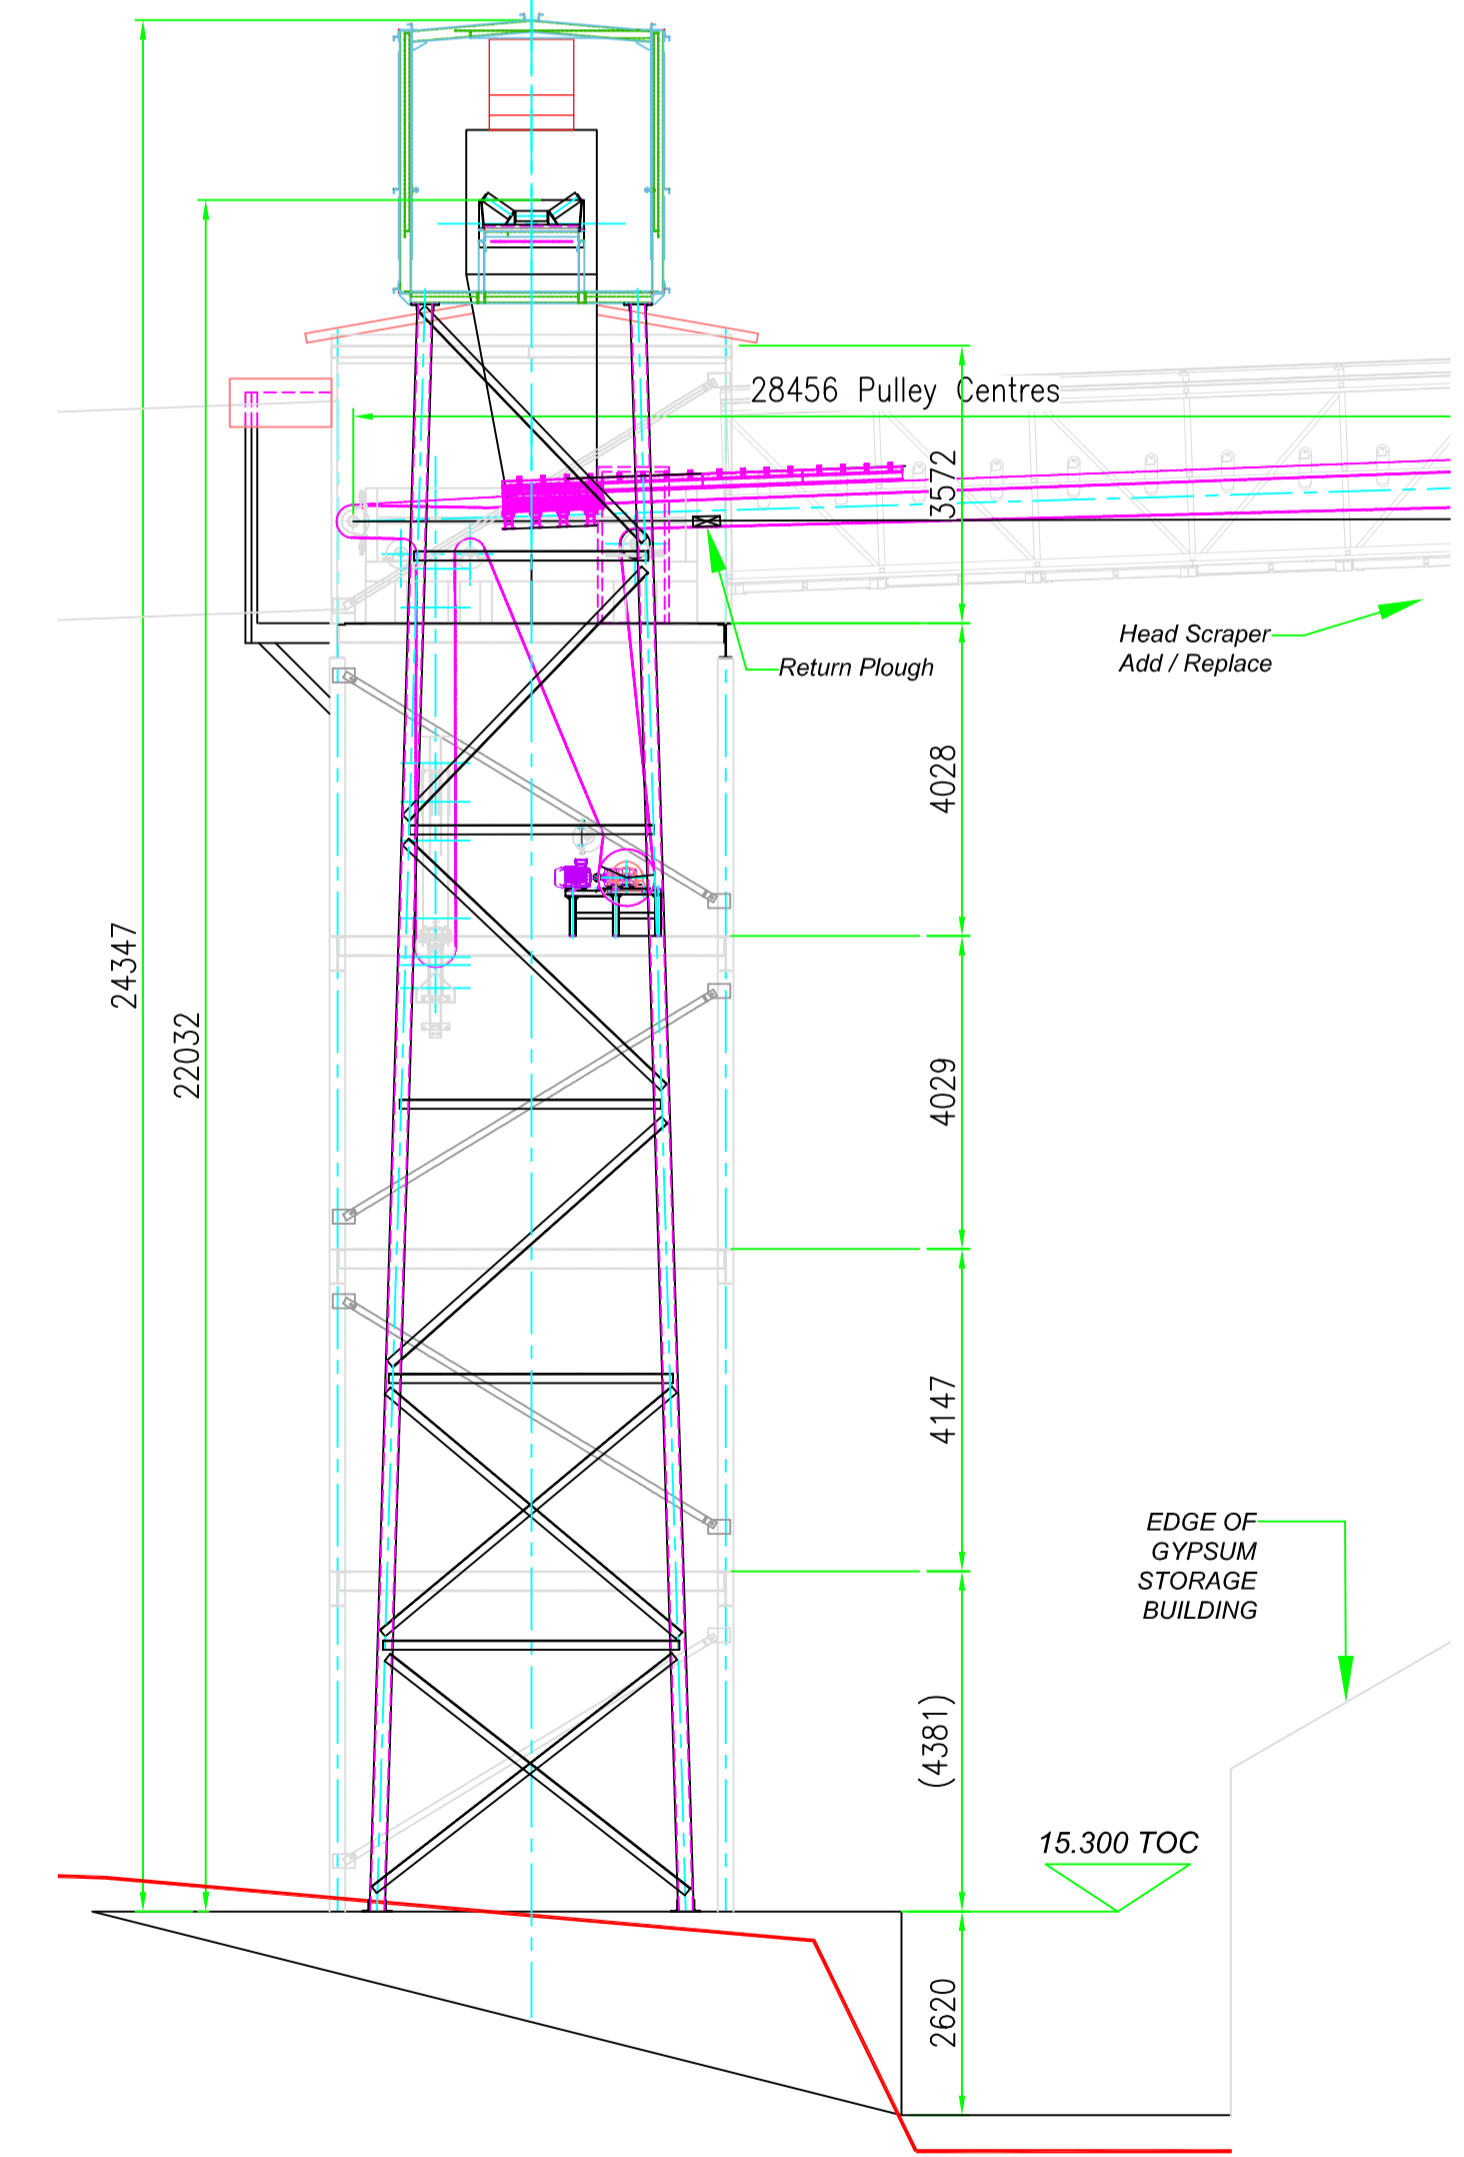 28456 Pulley Centres
3572
Return Plough
Head Scraper
Add / Replace
4028
24347
22032
4029
4147
EDGE OF
GYPSUM
STORAGE
BUILDING
(4381)
15.300 TOC
2620